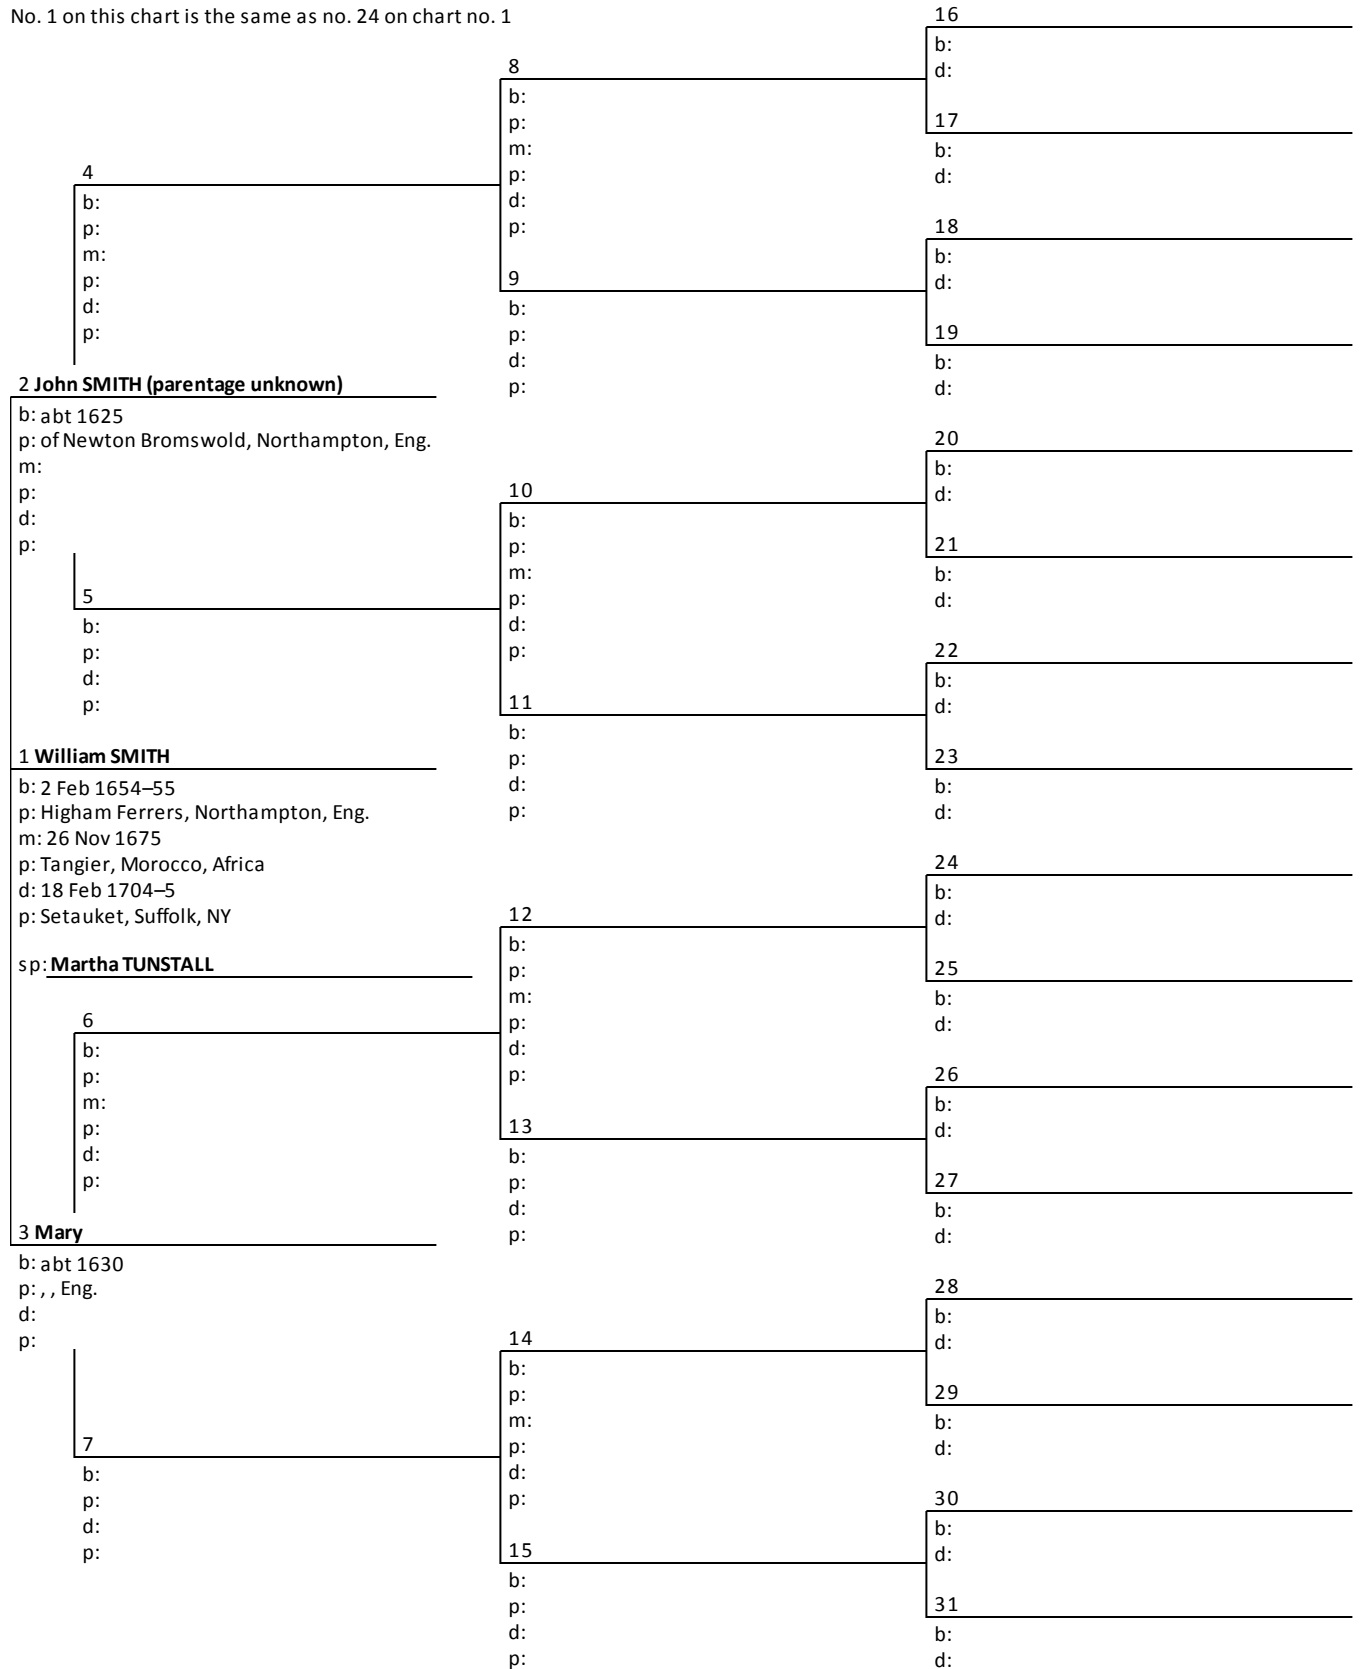 No. 1 on this chart is the same as no. 24 on chart no. 1
4
b:
p:
m:
p:
d:
p:
2 John SMITH (parentage unknown)
b: abt 1625
p: of Newton Bromswold, Northampton, Eng.
m:
p:
d:
p:
5
b:
p:
d:
p:
1 William SMITH
b: 2 Feb 1654–55
p: Higham Ferrers, Northampton, Eng.
m: 26 Nov 1675
p: Tangier, Morocco, Africa
d: 18 Feb 1704–5
p: Setauket, Suffolk, NY
sp: Martha TUNSTALL
6
b:
p:
m:
p:
d:
p:
3 Mary
b: abt 1630
p: , , Eng.
d:
p:
7
b:
p:
d:
p:
8
b:
p:
m:
p:
d:
p:
9
b:
p:
d:
p:
10
b:
p:
m:
p:
d:
p:
11
b:
p:
d:
p:
12
b:
p:
m:
p:
d:
p:
13
b:
p:
d:
p:
14
b:
p:
m:
p:
d:
p:
15
b:
p:
d:
p:
16
b:
d:
17
b:
d:
18
b:
d:
19
b:
d:
20
b:
d:
21
b:
d:
22
b:
d:
23
b:
d:
24
b:
d:
25
b:
d:
26
b:
d:
27
b:
d:
28
b:
d:
29
b:
d:
30
b:
d:
31
b:
d: